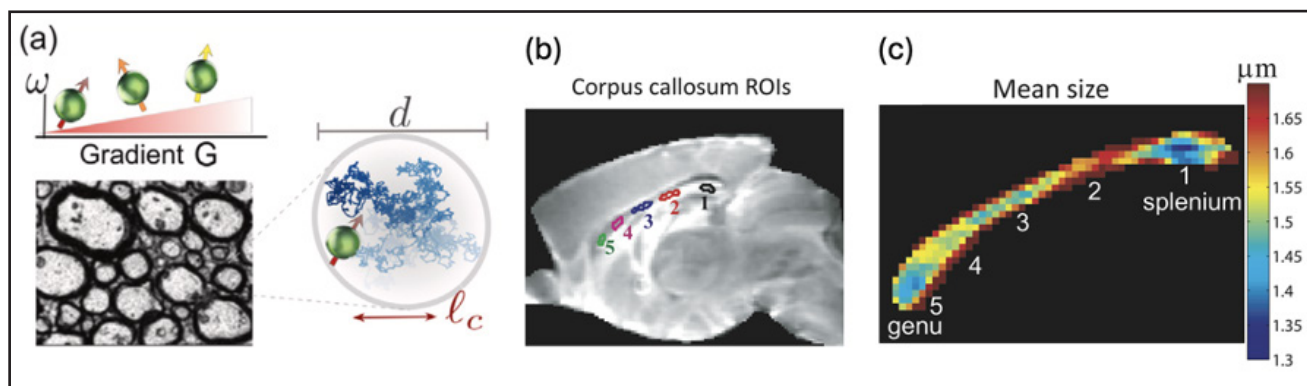 (a)
ω
Gradient G
d
ℓc
(b)
Corpus callosum ROIs
1
2
3
4
5
(c)
Mean size
μm
1
splenium
2
3
4
5
genu
1.65
1.6
1.55
1.5
1.45
1.4
1.35
1.3